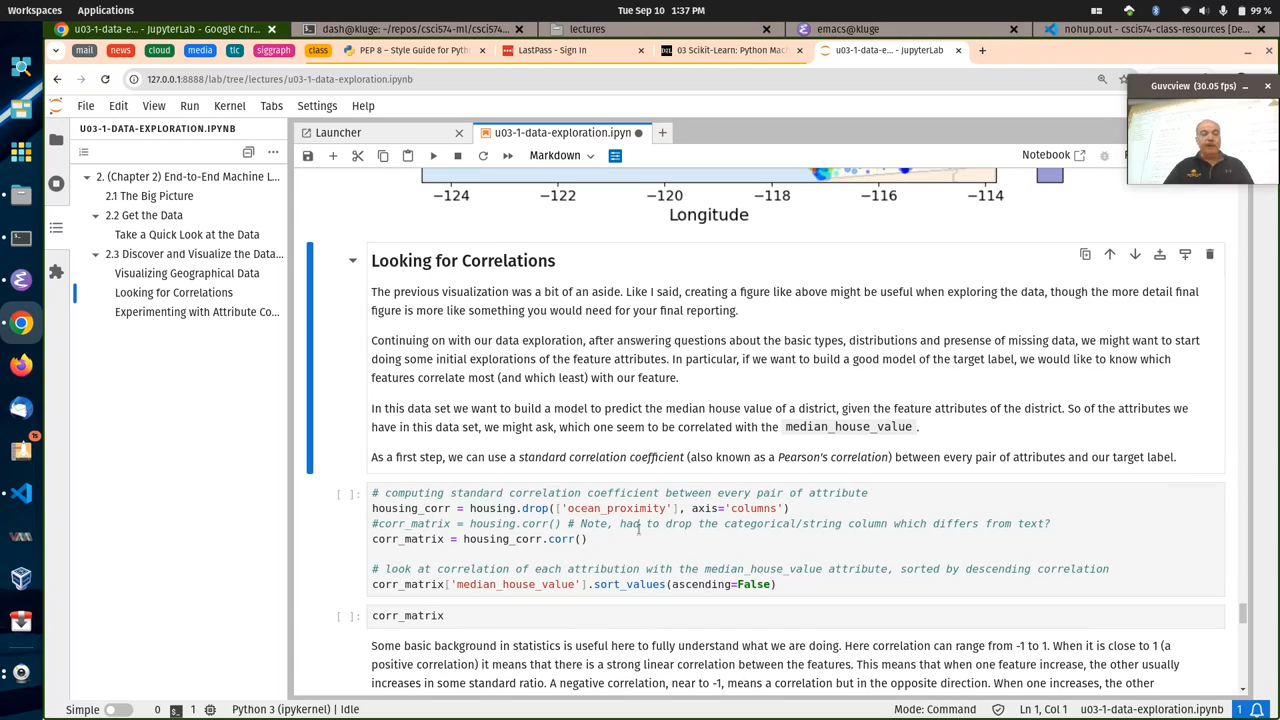 Workspaces
Applications
Tue Sep 10 1:37 PM
99 %
u03-1-data-e... - JupyterLab - Google Chr...
dash@kluge: ~/repos/csci574-ml/csci574-...
lectures
emacs@kluge
nohup.out - csci574-class-resources [De...
mail
news
cloud
media
tlc
siggraph
class
PEP 8 – Style Guide for Pyth
LastPass - Sign In
03 Scikit-Learn: Python Mac
u03-1-data-e... - JupyterLab
127.0.0.1:8888/lab/tree/lectures/u03-1-data-exploration.ipynb
Guvcview (30.05 fps)
File Edit View Run Kernel Tabs Settings Help
U03-1-DATA-EXPLORATION.IPYNB
Launcher
u03-1-data-exploration.ipyn
Markdown
Notebook
2. (Chapter 2) End-to-End Machine L...
2.1 The Big Picture
2.2 Get the Data
Take a Quick Look at the Data
2.3 Discover and Visualize the Data...
Visualizing Geographical Data
Looking for Correlations
Experimenting with Attribute Co...
−124 −122 −120 −118 −116 −114
Longitude
Looking for Correlations
The previous visualization was a bit of an aside. Like I said, creating a figure like above might be useful when exploring the data, though the more detail final
figure is more like something you would need for your final reporting.
Continuing on with our data exploration, after answering questions about the basic types, distributions and presense of missing data, we might want to start
doing some initial explorations of the feature attributes. In particular, if we want to build a good model of the target label, we would like to know which
features correlate most (and which least) with our feature.
In this data set we want to build a model to predict the median house value of a district, given the feature attributes of the district. So of the attributes we
have in this data set, we might ask, which one seem to be correlated with the median_house_value.
As a first step, we can use a standard correlation coefficient (also known as a Pearson's correlation) between every pair of attributes and our target label.
[ ]:
# computing standard correlation coefficient between every pair of attribute
housing_corr = housing.drop(['ocean_proximity'], axis='columns')
#corr_matrix = housing.corr() # Note, had to drop the categorical/string column which differs from text?
corr_matrix = housing_corr.corr()
# look at correlation of each attribution with the median_house_value attribute, sorted by descending correlation
corr_matrix['median_house_value'].sort_values(ascending=False)
[ ]:
corr_matrix
Some basic background in statistics is useful here to fully understand what we are doing. Here correlation can range from -1 to 1. When it is close to 1 (a
positive correlation) it means that there is a strong linear correlation between the features. This means that when one feature increase, the other usually
increases in some standard ratio. A negative correlation, near to -1, means a correlation but in the opposite direction. When one increases, the other
15
Simple 0 1 Python 3 (ipykernel) | Idle
Mode: Command
Ln 1, Col 1
u03-1-data-exploration.ipynb
1